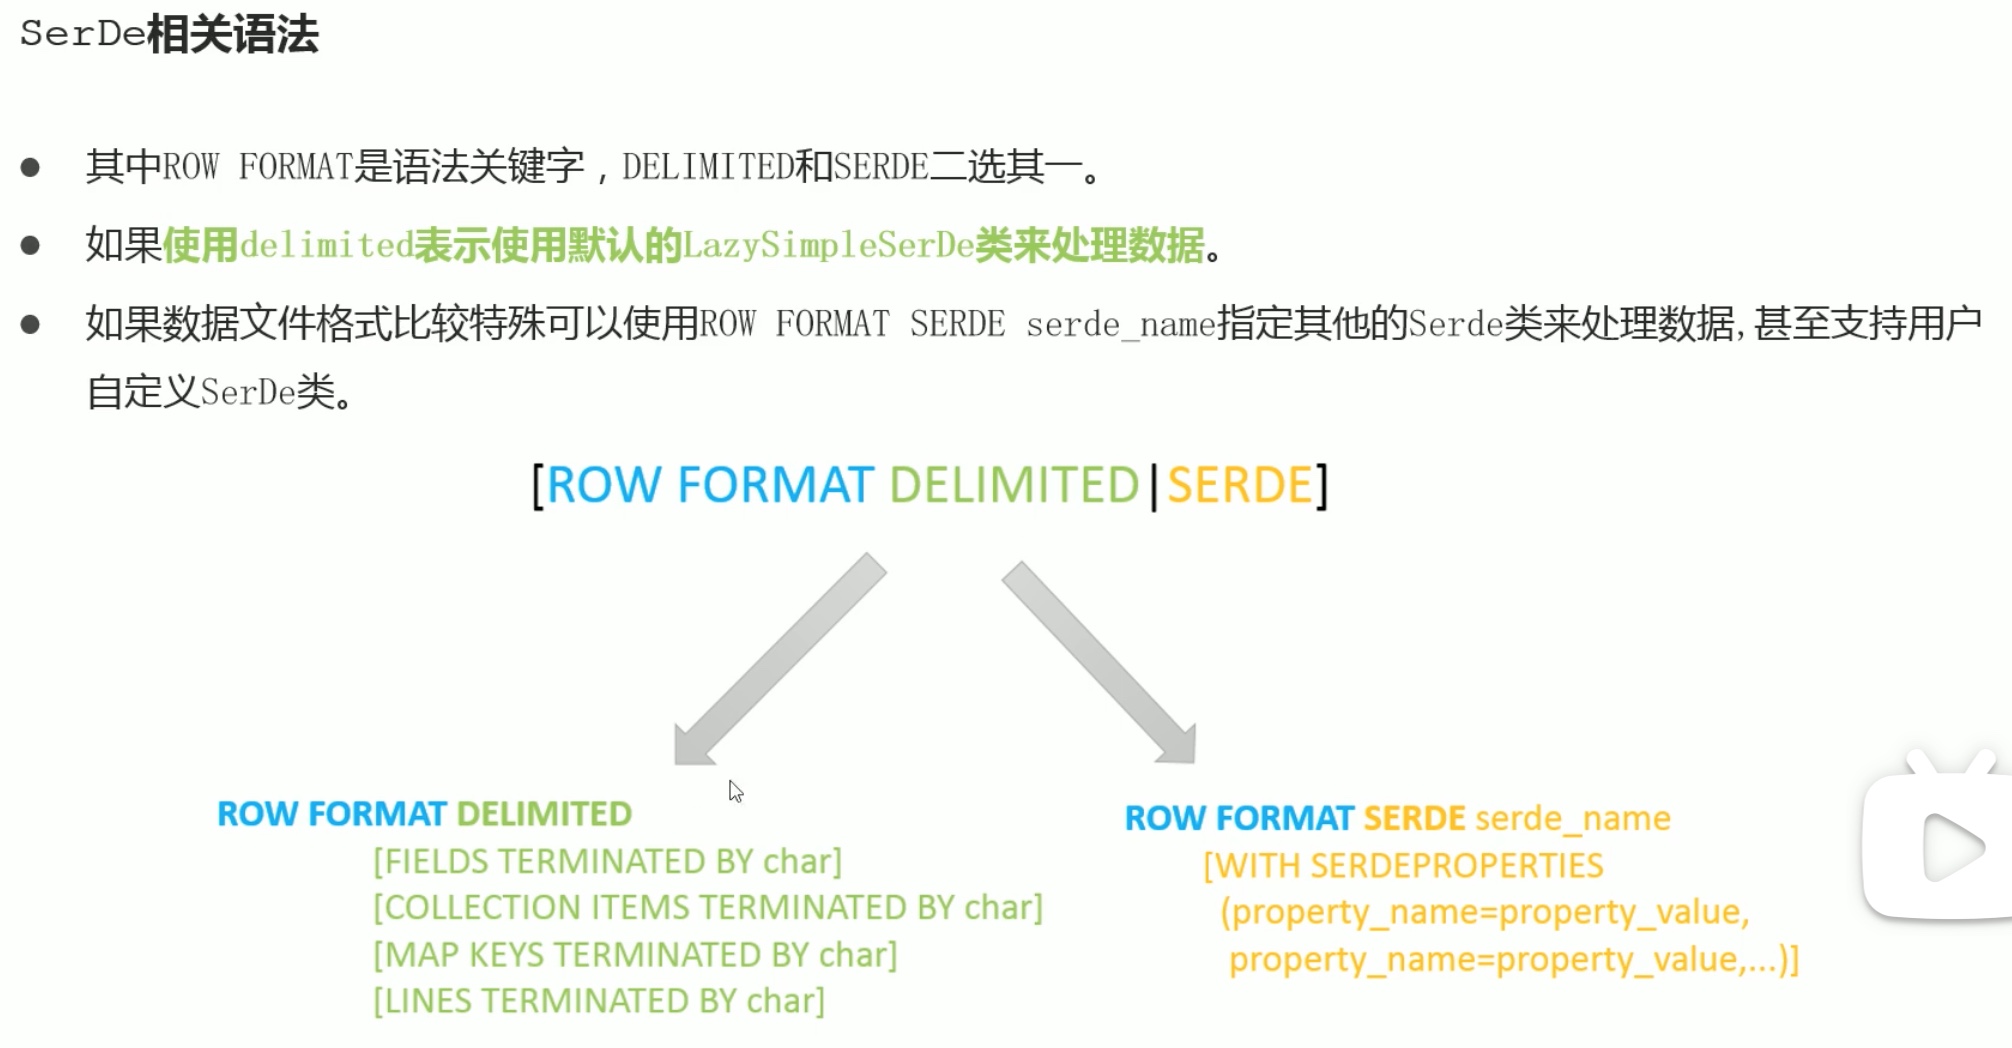 SerDe相关语法
其中ROW FORMAT是语法关键字，DELIMITED和SERDE二选其一。
如果使用delimited表示使用默认的LazySimpleSerDe类来处理数据。
如果数据文件格式比较特殊可以使用ROW FORMAT SERDE serde_name指定其他的Serde类来处理数据,甚至支持用户
自定义SerDe类。
[ROW FORMAT DELIMITED|SERDE]
ROW FORMAT DELIMITED
[FIELDS TERMINATED BY char]
[COLLECTION ITEMS TERMINATED BY char]
[MAP KEYS TERMINATED BY char]
[LINES TERMINATED BY char]
ROW FORMAT SERDE serde_name
[WITH SERDEPROPERTIES
(property_name=property_value,
property_name=property_value,...)]